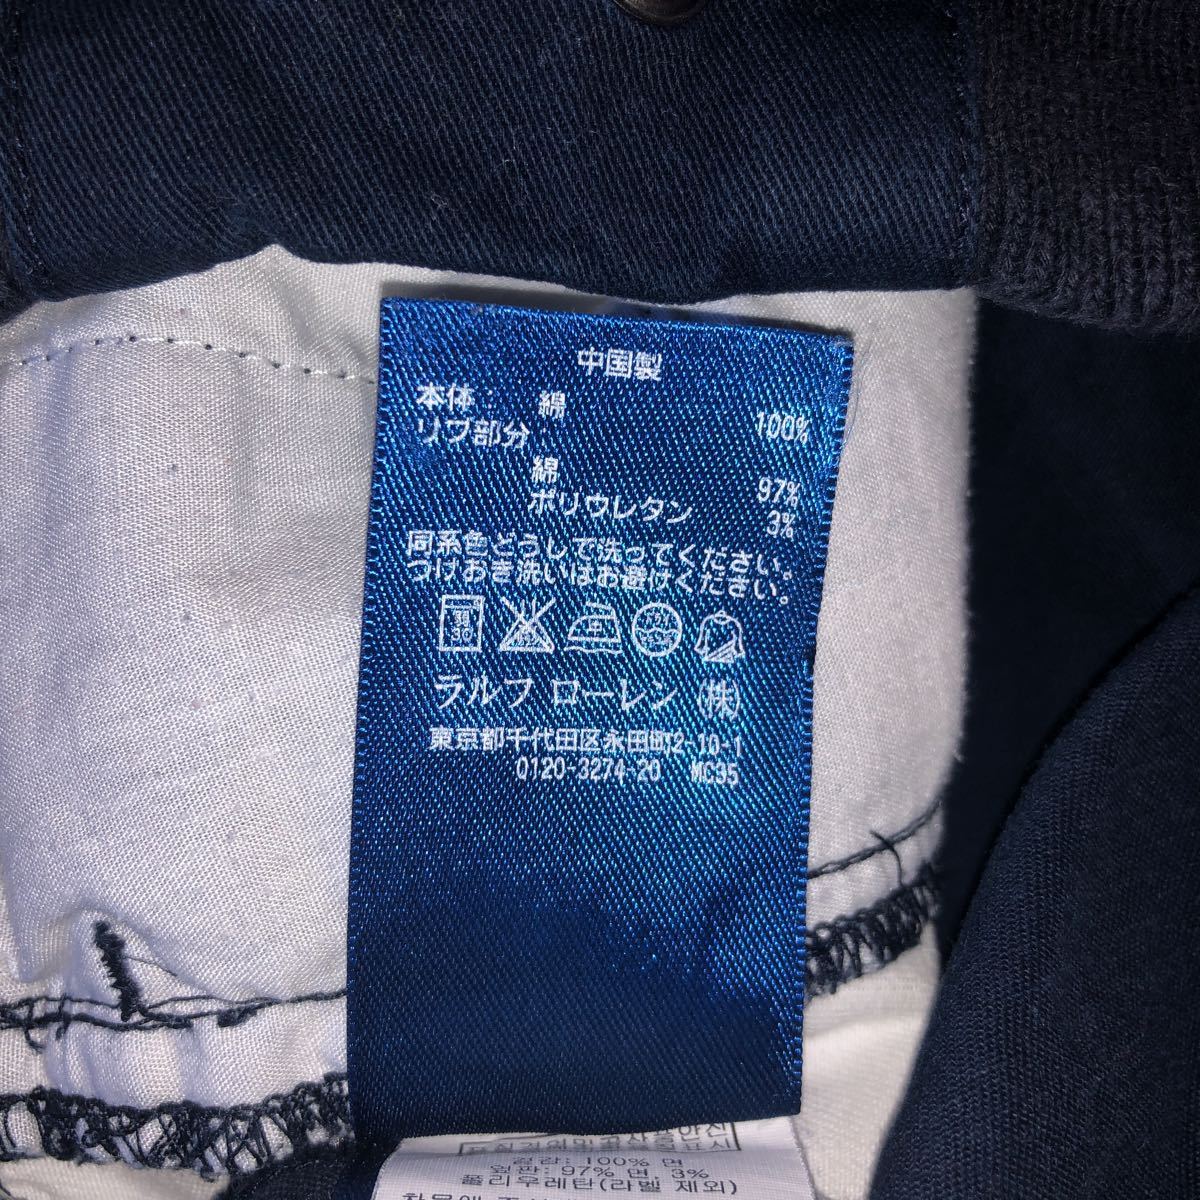 中国製
本体: 綿 100%
リブ部分
綿 97%
ポリウレタン 3%
同系色どうしで洗ってください。
つけおき洗いはお避けください。
ラルフ ローレン (株)
東京都千代田区永田町2-10-1
0120-3274-20 MC95
100% 면
원단: 97% 면, 3%
폴리우레탄(라벨 제외)